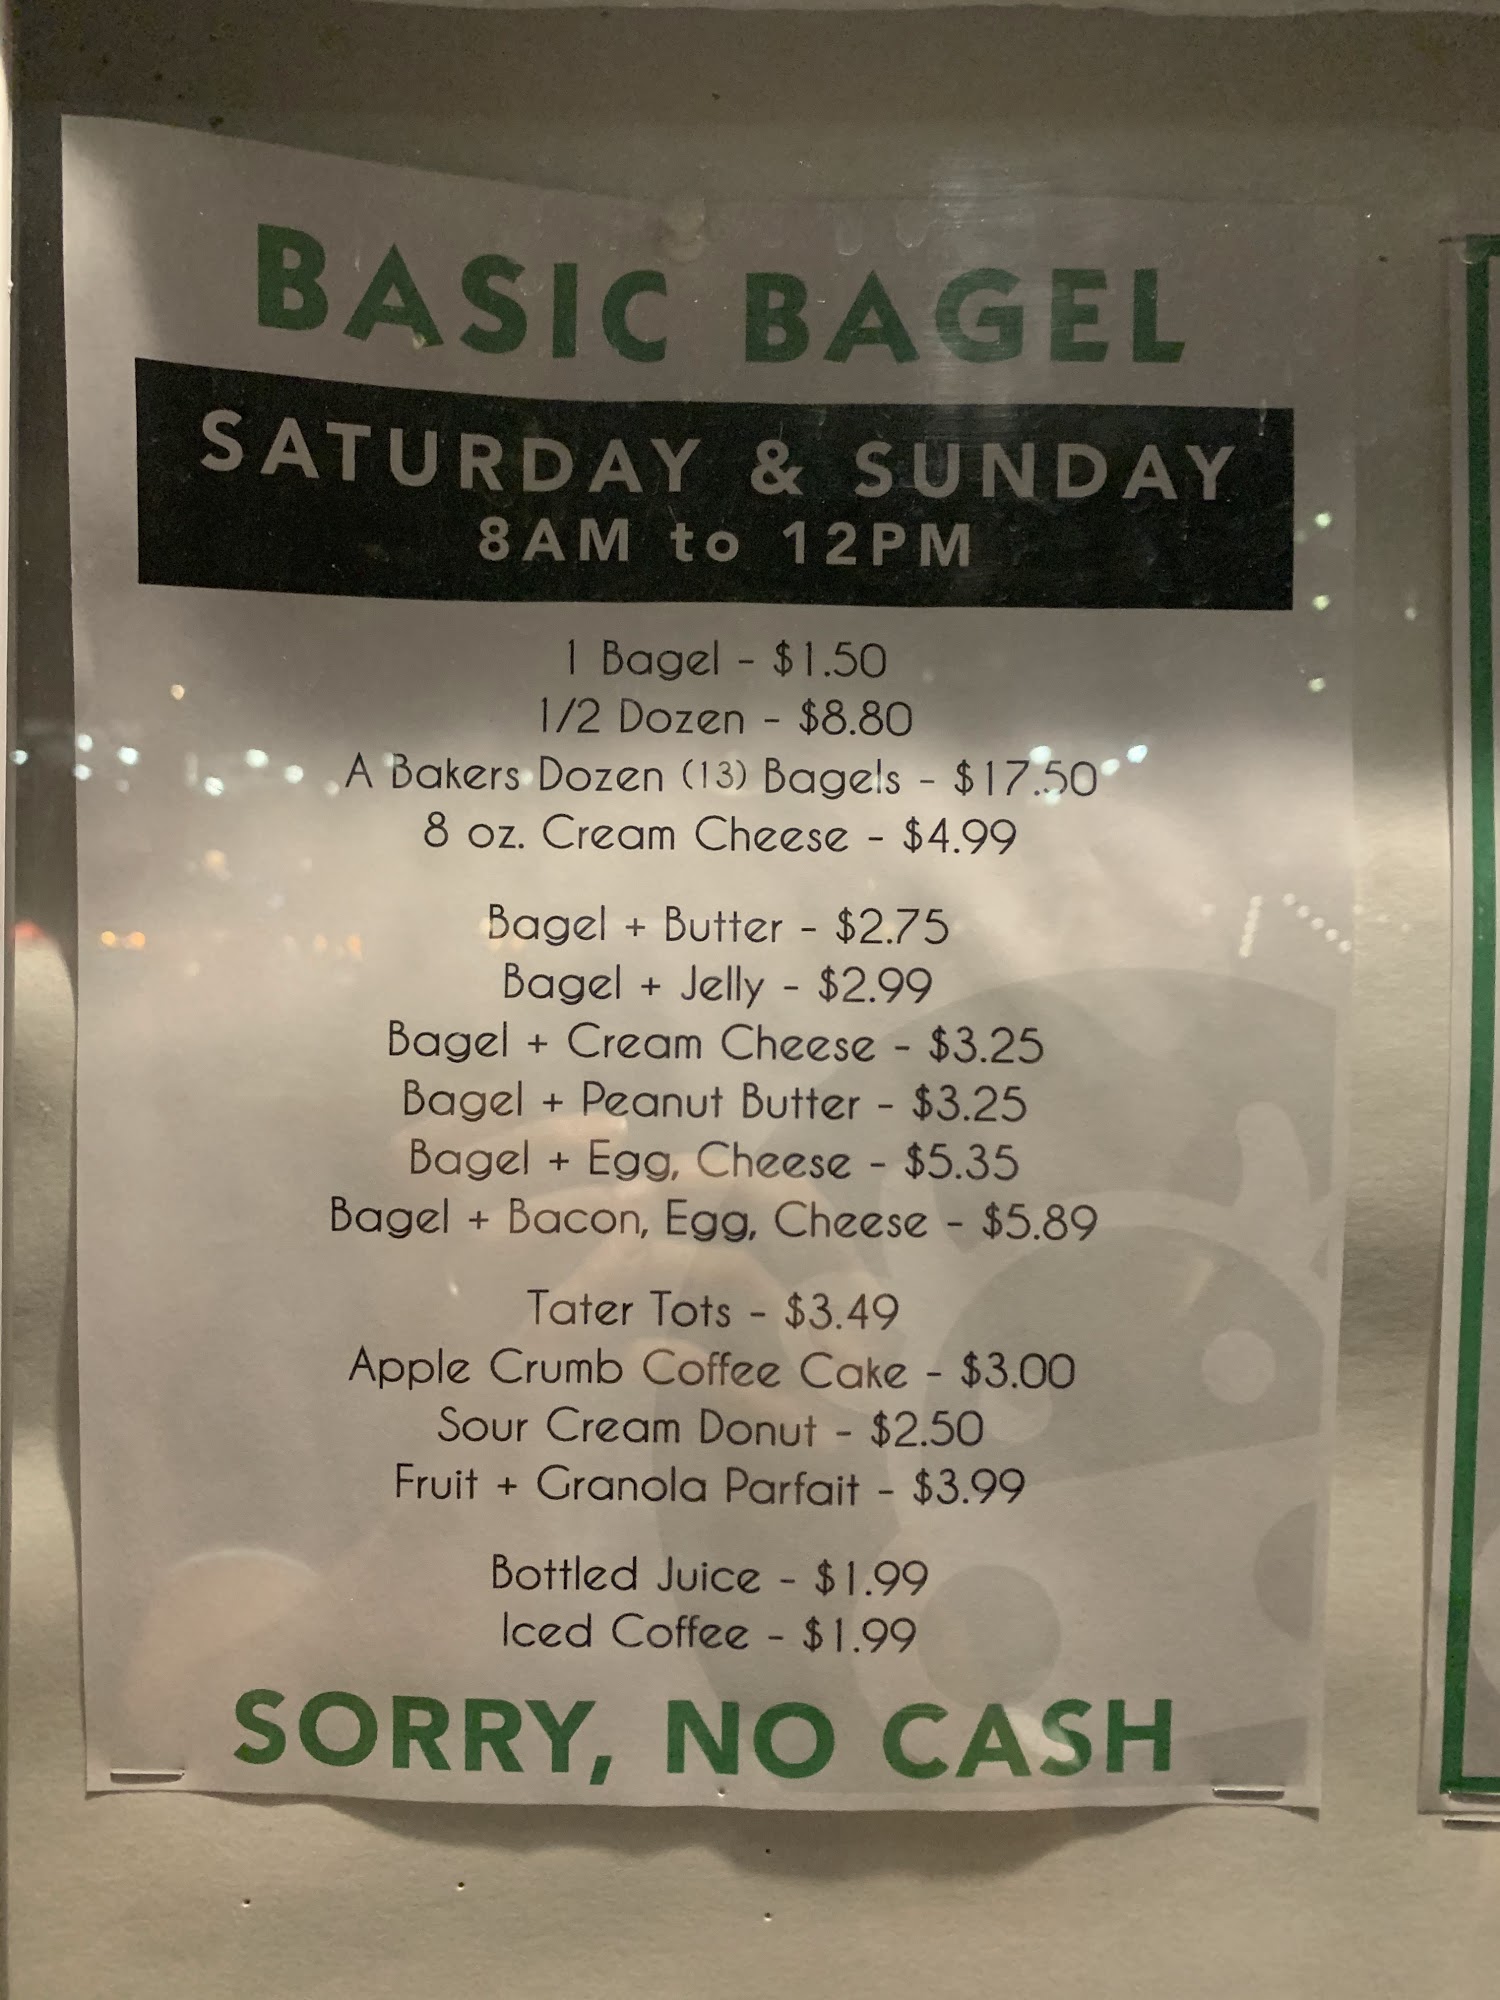 BASIC BAGEL
SATURDAY & SUNDAY
8AM to 12PM
1 Bagel - $1.50
1/2 Dozen - $8.80
A Bakers Dozen (13) Bagels - $17.50
8 oz. Cream Cheese - $4.99
Bagel + Butter - $2.75
Bagel + Jelly - $2.99
Bagel + Cream Cheese - $3.25
Bagel + Peanut Butter - $3.25
Bagel + Egg, Cheese - $5.35
Bagel + Bacon, Egg, Cheese - $5.89
Tater Tots - $3.49
Apple Crumb Coffee Cake - $3.00
Sour Cream Donut - $2.50
Fruit + Granola Parfait - $3.99
Bottled Juice - $1.99
Iced Coffee - $1.99
SORRY, NO CASH